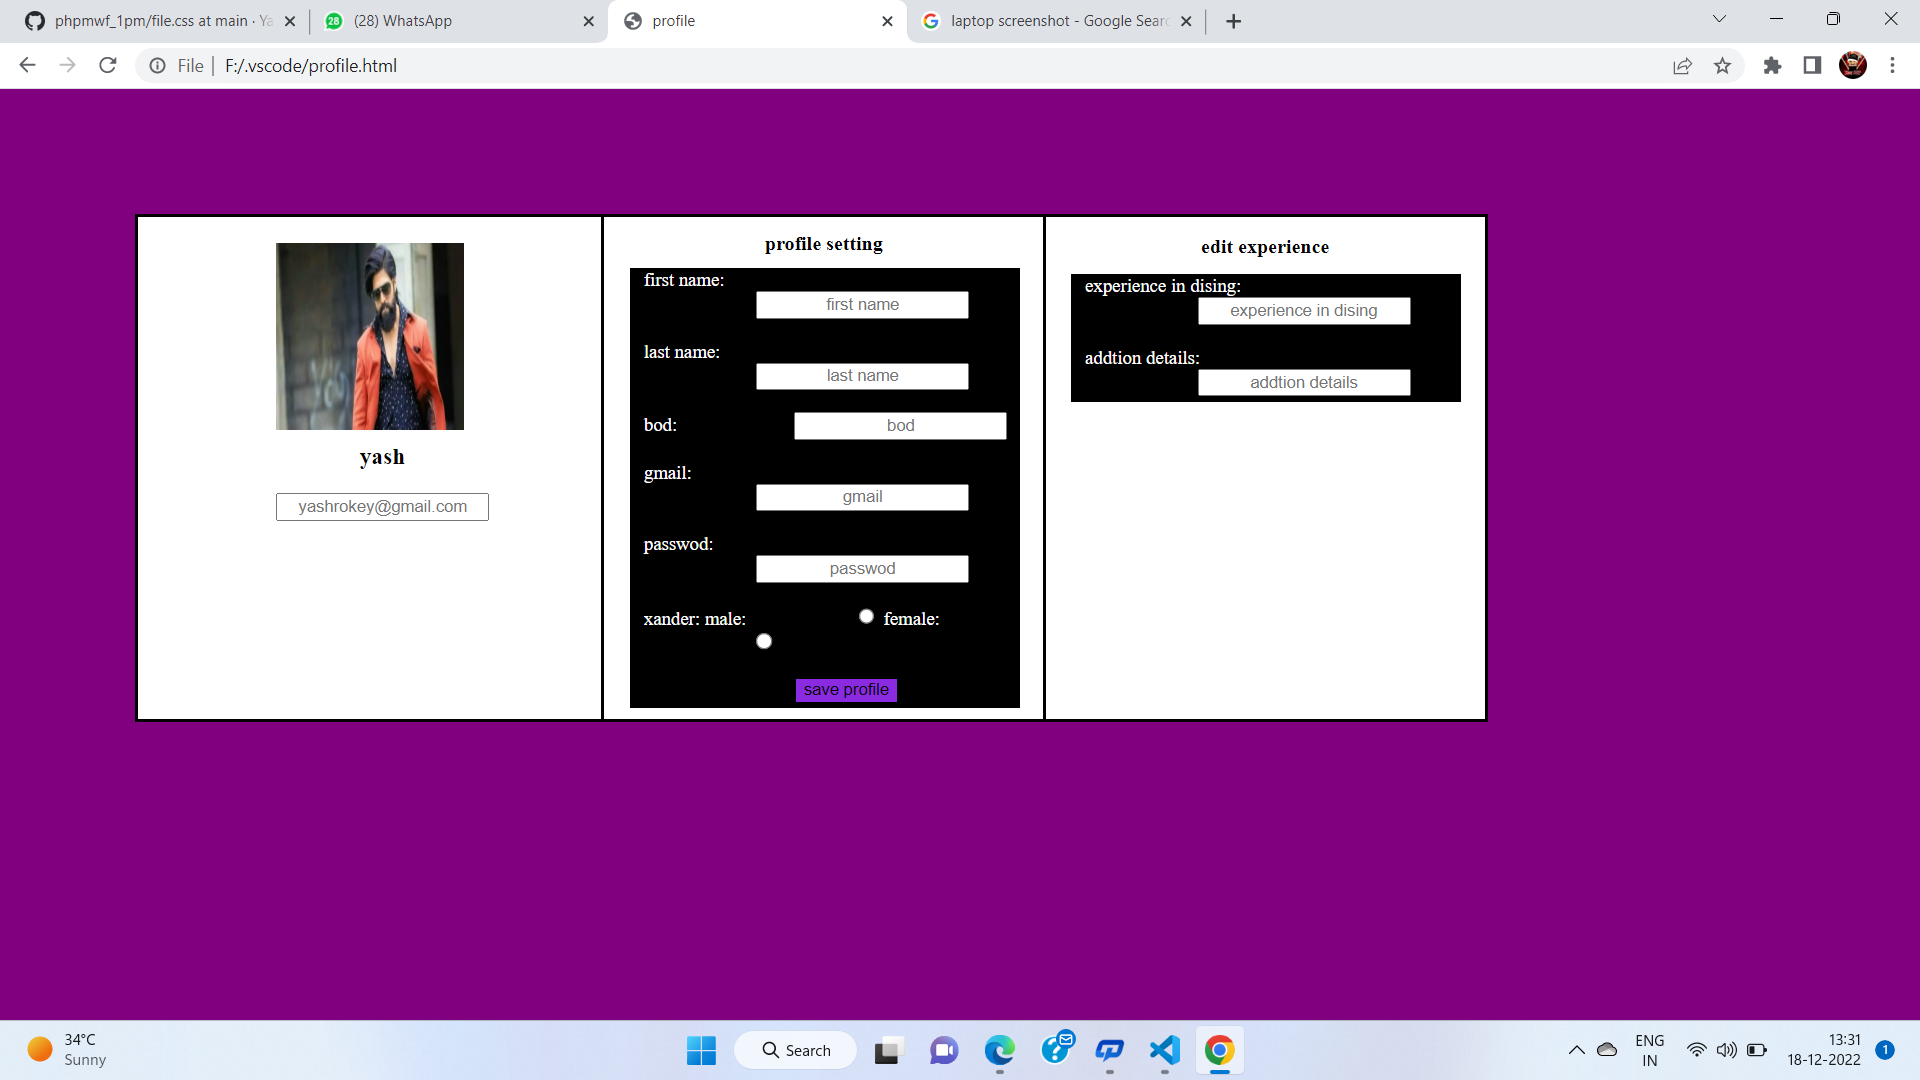 phpmwf_1pm/file.css at main · Ya
(28) WhatsApp
profile
laptop screenshot - Google Searc
File
F:/.vscode/profile.html
yash
yashrokey@gmail.com
profile setting
first name:
first name
last name:
last name
bod:
bod
gmail:
gmail
passwod:
passwod
xander: male:
female:
save profile
edit experience
experience in dising:
experience in dising
addtion details:
addtion details
34°C
Sunny
Search
ENG
IN
13:31
18-12-2022
1